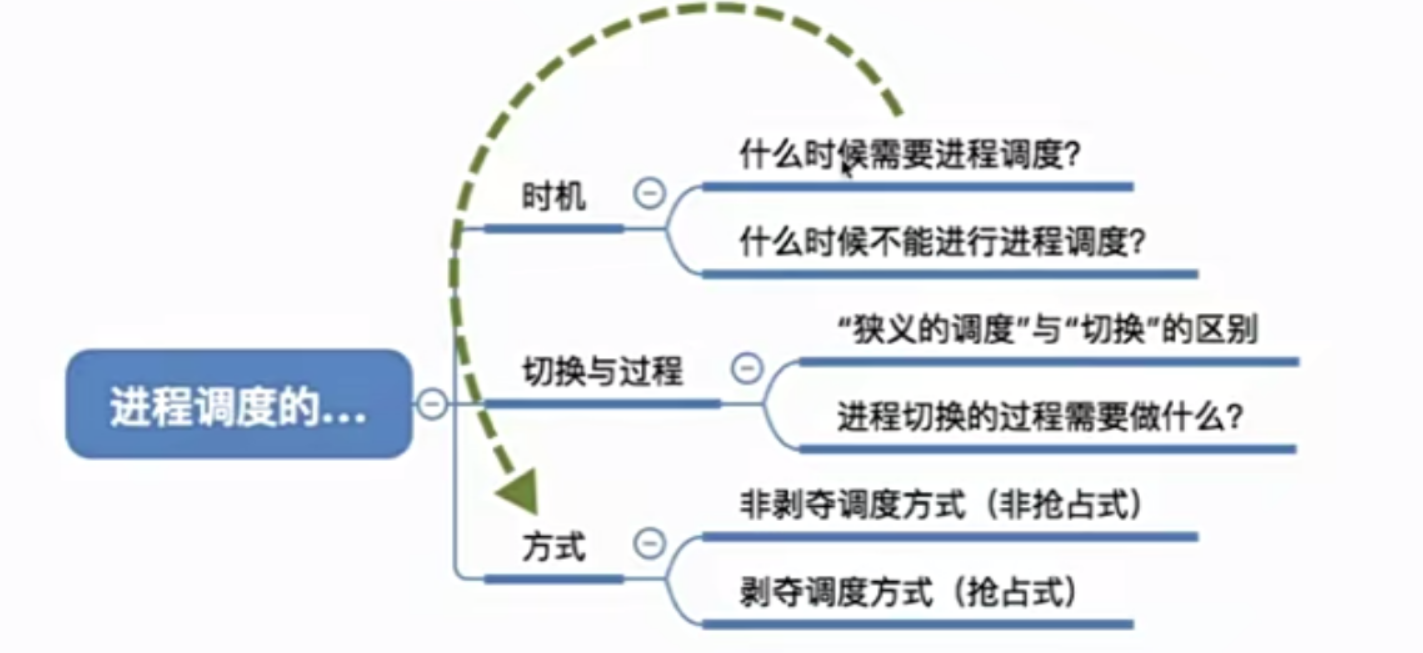 什么时候需要进程调度?
时机
什么时候不能进行进程调度?
“狭义的调度”与“切换”的区别
切换与过程
进程调度的...
进程切换的过程需要做什么?
非剥夺调度方式（非抢占式）
方式
剥夺调度方式（抢占式）